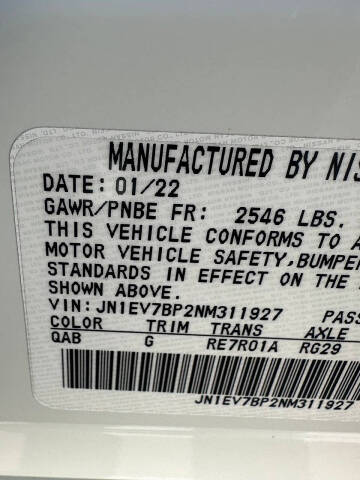 MANUFACTURED BY NIS
DATE: 01/22
GAWR/PNBE FR: 2546 LBS.
THIS VEHICLE CONFORMS TO A
MOTOR VEHICLE SAFETY, BUMPER
STANDARDS IN EFFECT ON THE
SHOWN ABOVE.
VIN: JN1EV7BP2NM311927 PASS
COLOR TRIM TRANS AXLE
QAB G RE7R01A RG29
JN1EV7BP2NM311927